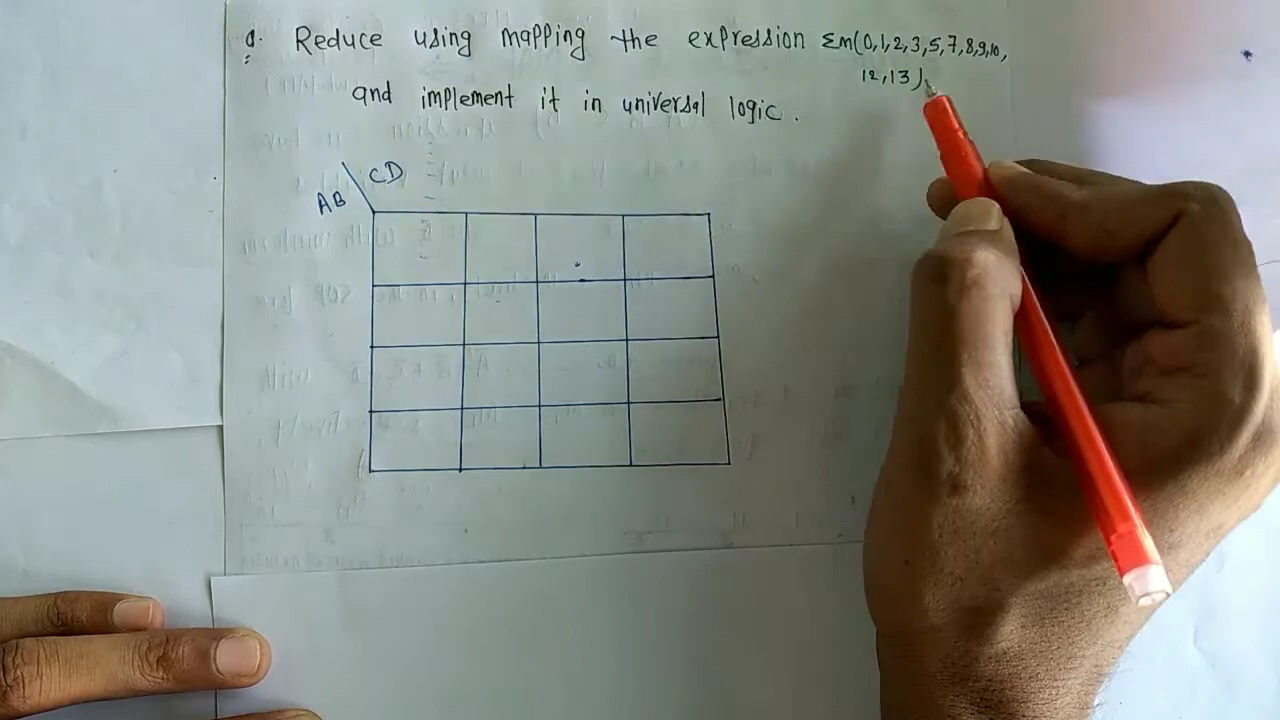 Q. Reduce using mapping the expression Σm(0,1,2,3,5,7,8,9,10,
12,13)
and implement it in universal logic.
CD
AB